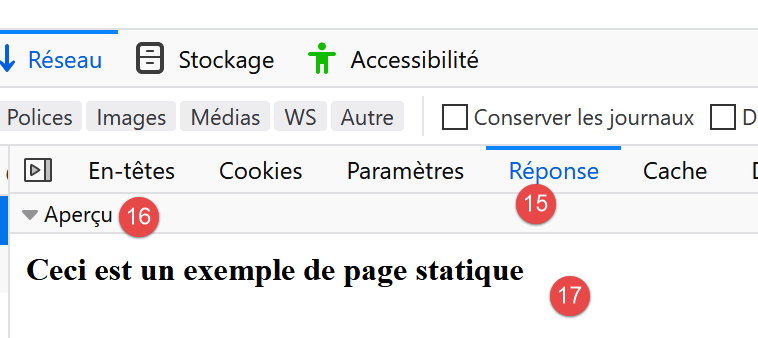 Réseau Stockage Accessibilité
Polices Images Médias WS Autre Conserver les journaux D
En-têtes Cookies Paramètres Réponse Cache
15
Aperçu 16
Ceci est un exemple de page statique
17